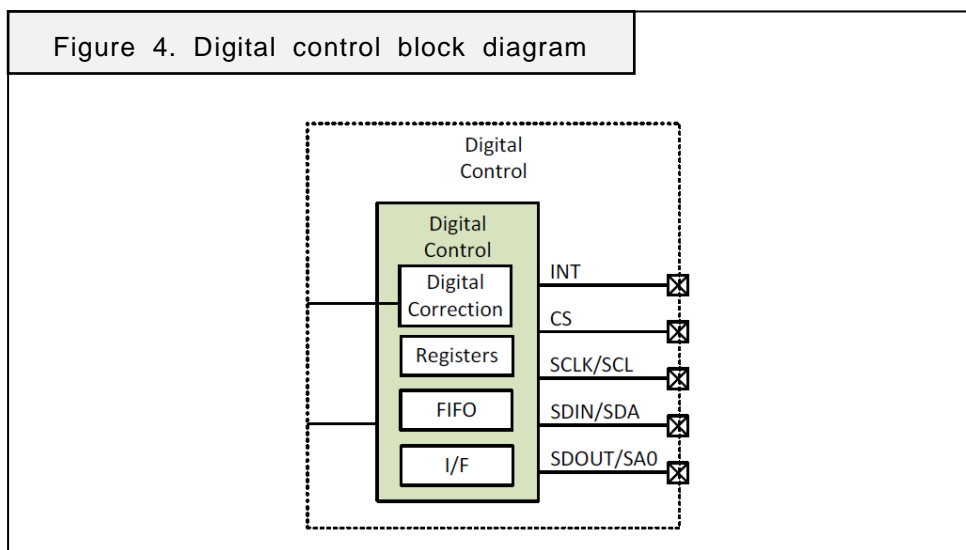 Figure 4. Digital control block diagram
Digital
Control
Digital
Control
Digital
Correction
Registers
FIFO
I/F
INT
CS
SCLK/SCL
SDIN/SDA
SDOUT/SA0